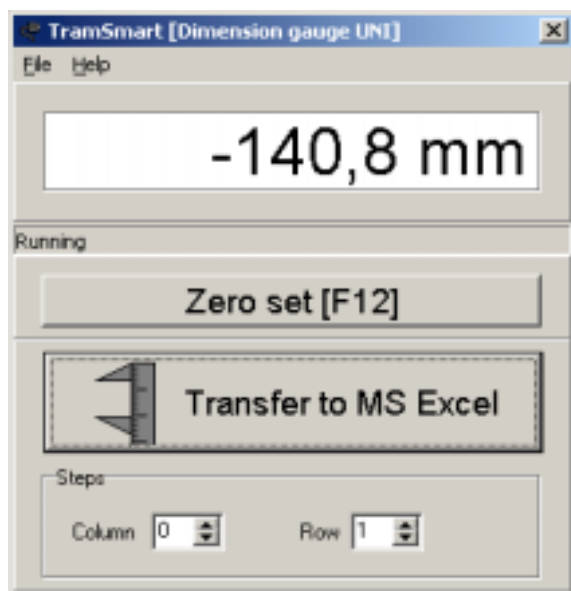 TramSmart [Dimension gauge UNI]
File Help
-140,8 mm
Running
Zero set [F12]
Transfer to MS Excel
Steps
Column 0 Row 1